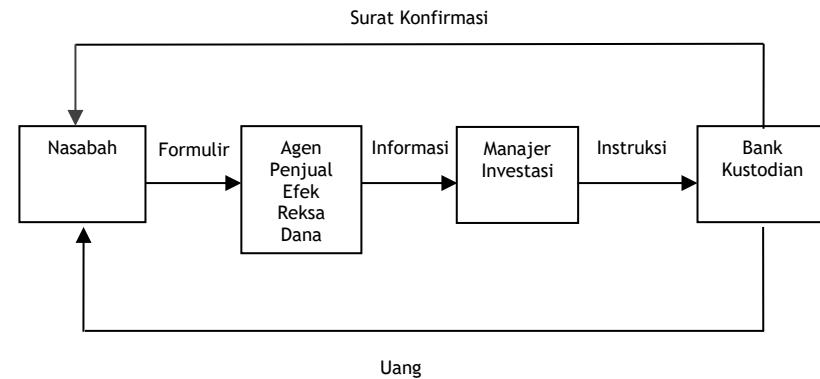 Surat Konfirmasi
Nasabah
Formulir
Agen
Penjual
Efek
Reksa
Dana
Informasi
Manajer
Investasi
Instruksi
Bank
Kustodian
Uang